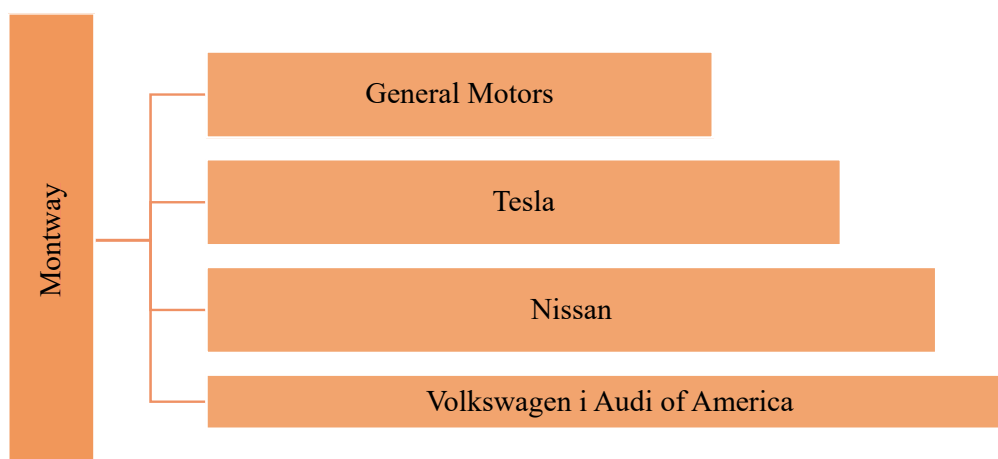 Montway
General Motors
Tesla
Nissan
Volkswagen i Audi of America